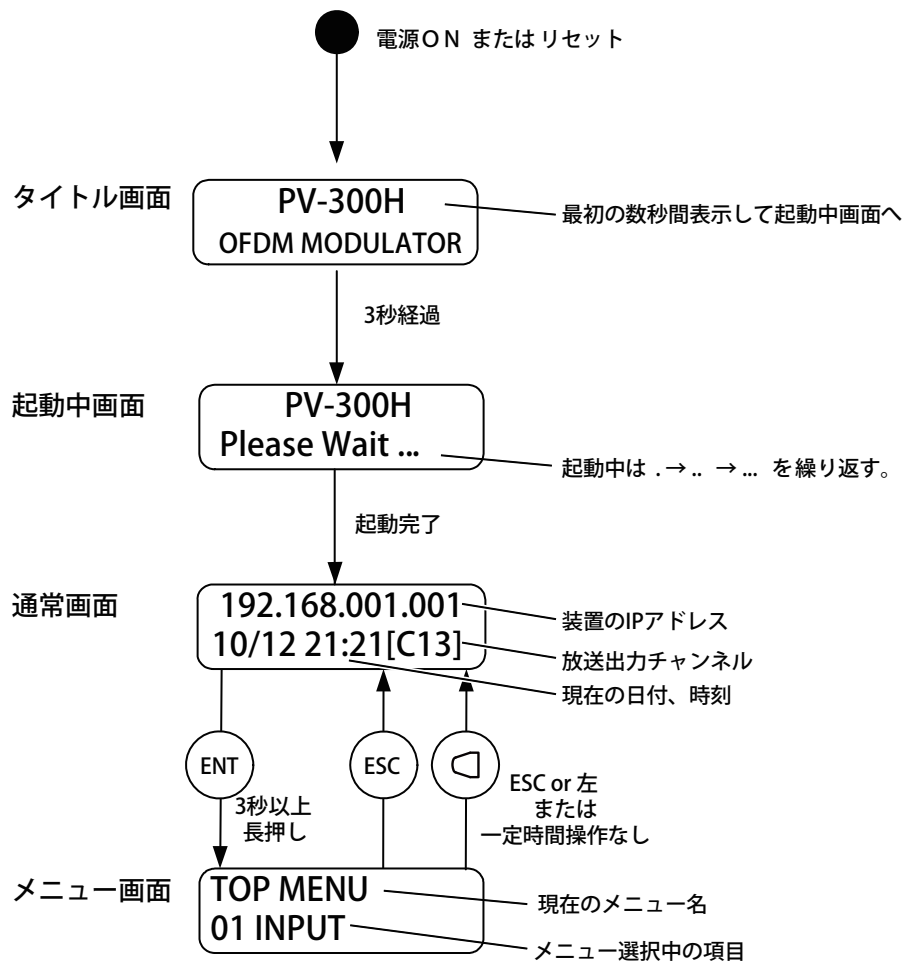 電源ON または リセット
タイトル画面
PV-300H
OFDM MODULATOR
最初の数秒間表示して起動中画面へ
3秒経過
起動中画面
PV-300H
Please Wait ...
起動中は . → .. → ... を繰り返す。
起動完了
通常画面
192.168.001.001
10/12 21:21[C13]
装置のIPアドレス
放送出力チャンネル
現在の日付、時刻
ENT
ESC
3秒以上
長押し
ESC or 左
または
一定時間操作なし
メニュー画面
TOP MENU
01 INPUT
現在のメニュー名
メニュー選択中の項目